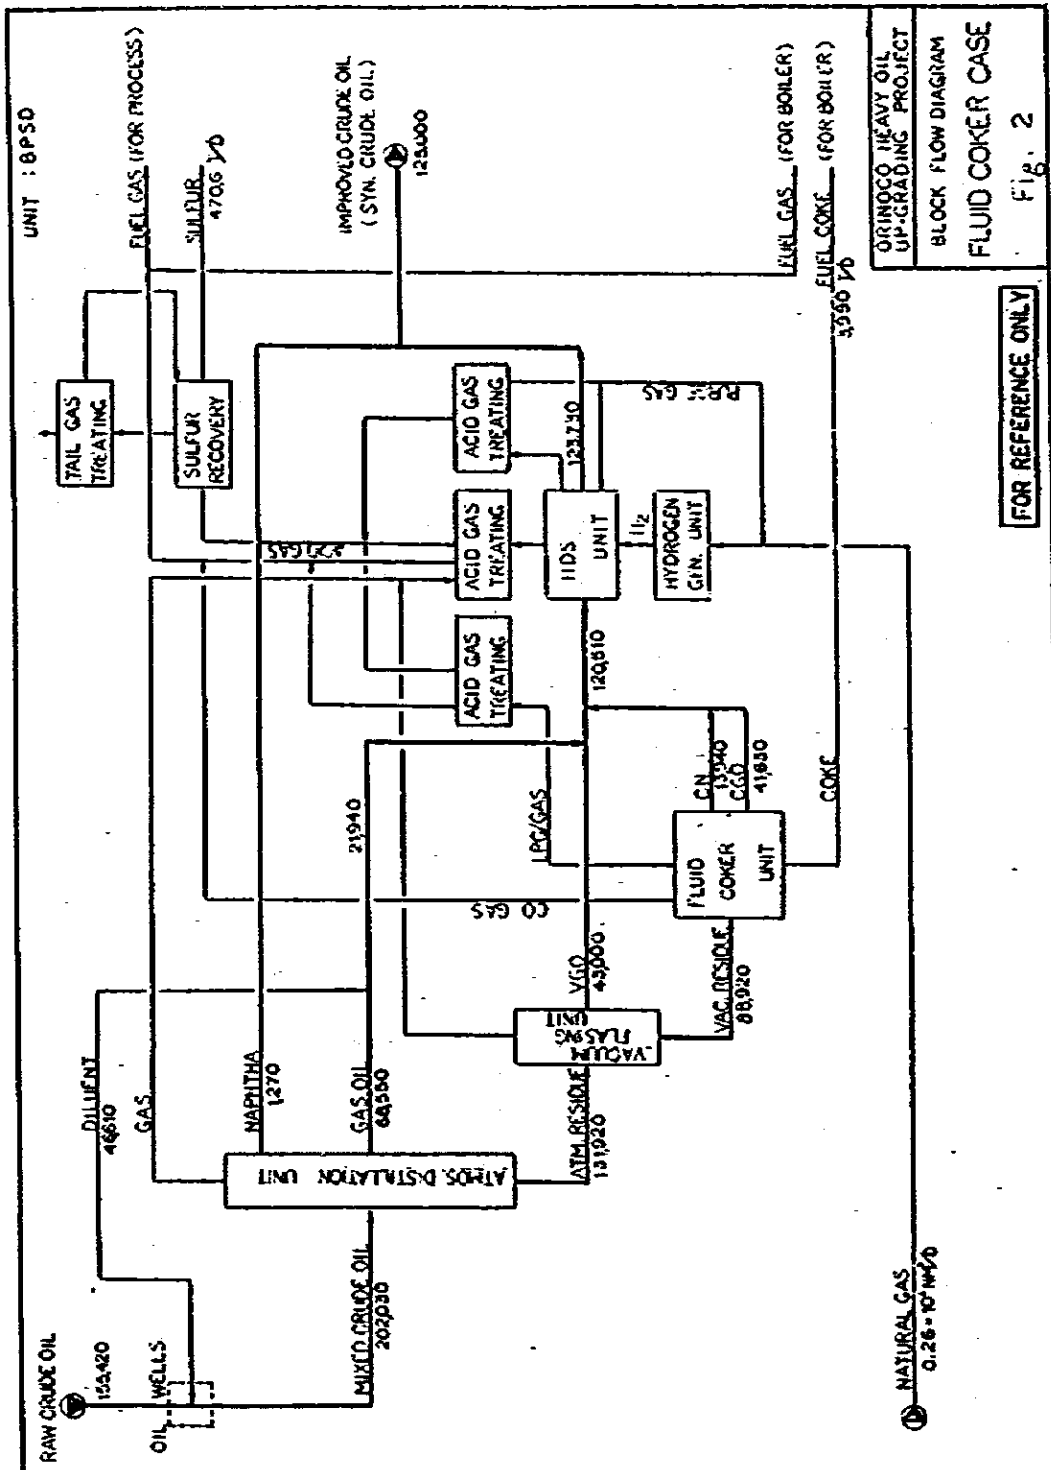 UNIT : BPSD
RAW CRUDE OIL
155,420
OIL WELLS
DILUENT
46,610
GAS
NAPHTHA
1,270
GAS OIL
68,550
ATMOS. DISTILLATION UNIT
MIXED CRUDE OIL
202,030
ATM. RESIDUE
131,920
VACUUM
FLASING
UNIT
VGO
43,000
VAC. RESIDUE
88,920
21,940
CO GAS
LPG/GAS
FLUID
COKER
UNIT
CN
13,940
CGO
41,650
COKE
120,610
ACID GAS
TREATING
ACID GAS
TREATING
ACID GAS
TREATING
HDS
UNIT
H2
HYDROGEN
GEN. UNIT
123,730
PURGE GAS
TAIL GAS
TREATING
SULFUR
RECOVERY
FUEL GAS (FOR PROCESS)
SULFUR
470.6 T/D
IMPROVED CRUDE OIL
(SYN. CRUDE OIL)
125,000
FUEL GAS (FOR BOILER)
FUEL COKE (FOR BOILER)
NATURAL GAS
FOR REFERENCE ONLY
ORINOCO HEAVY OIL
UP-GRADING PROJECT
BLOCK FLOW DIAGRAM
FLUID COKER CASE
Fig. 2